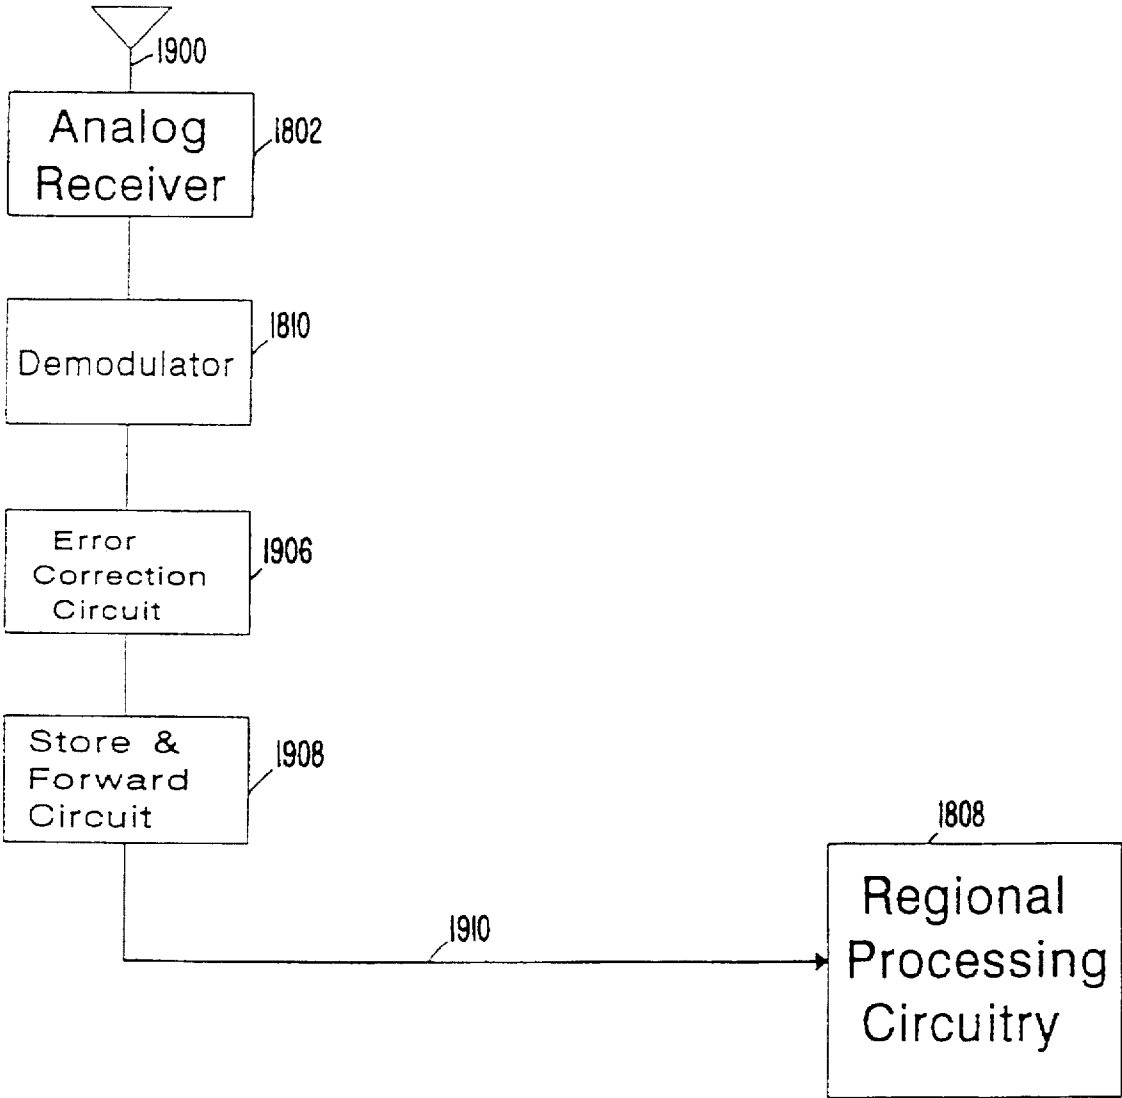 1900
Analog
Receiver
1802
Demodulator
1810
Error
Correction
Circuit
1906
Store &
Forward
Circuit
1908
1910
1808
Regional
Processing
Circuitry